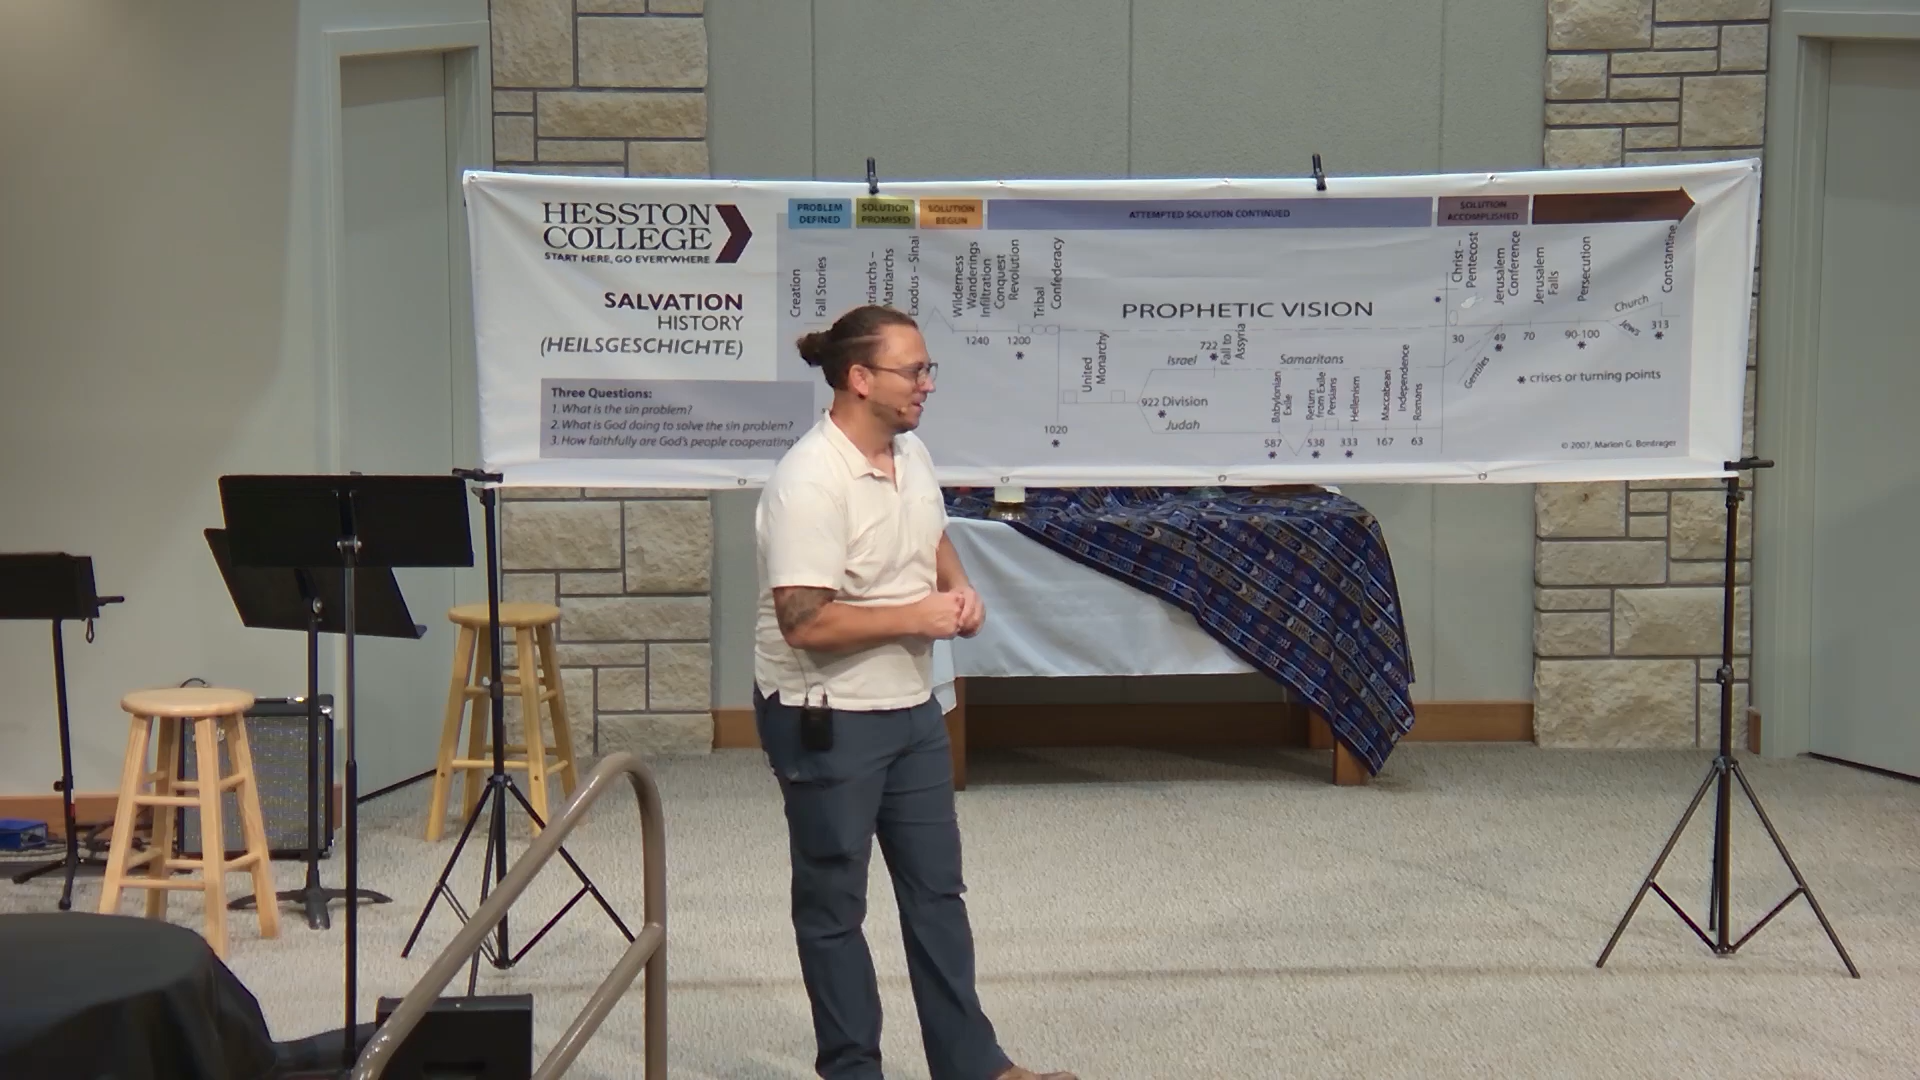 HESSTON
COLLEGE
START HERE, GO EVERYWHERE
SALVATION
HISTORY
(HEILSGESCHICHTE)
Three Questions:
1. What is the sin problem?
2. What is God doing to solve the sin problem?
3. How faithfully are God's people cooperating?
PROBLEM
DEFINED
SOLUTION
PROMISED
SOLUTION
BEGUN
ATTEMPTED SOLUTION CONTINUED
SOLUTION
ACCOMPLISHED
Creation
Fall Stories
triarchs –
Matriarchs
Exodus – Sinai
Wilderness
Wanderings
Infiltration
Conquest
Revolution
Tribal
Confederacy
1240
1200
*
1020
*
United
Monarchy
PROPHETIC VISION
922 Division
*
Israel
Judah
722
*
Fall to
Assyria
Samaritans
Babylonian
Exile
Return
from Exile
Persians
Hellenism
Maccabean
Independence
Romans
587
*
538
*
333
*
167
63
*
Christ –
Pentecost
Jerusalem
Conference
Jerusalem
Falls
Persecution
Constantine
30
49
*
70
90-100
*
Church
Jews
313
*
Gentiles
* crises or turning points
© 2007, Marion G. Bontrager